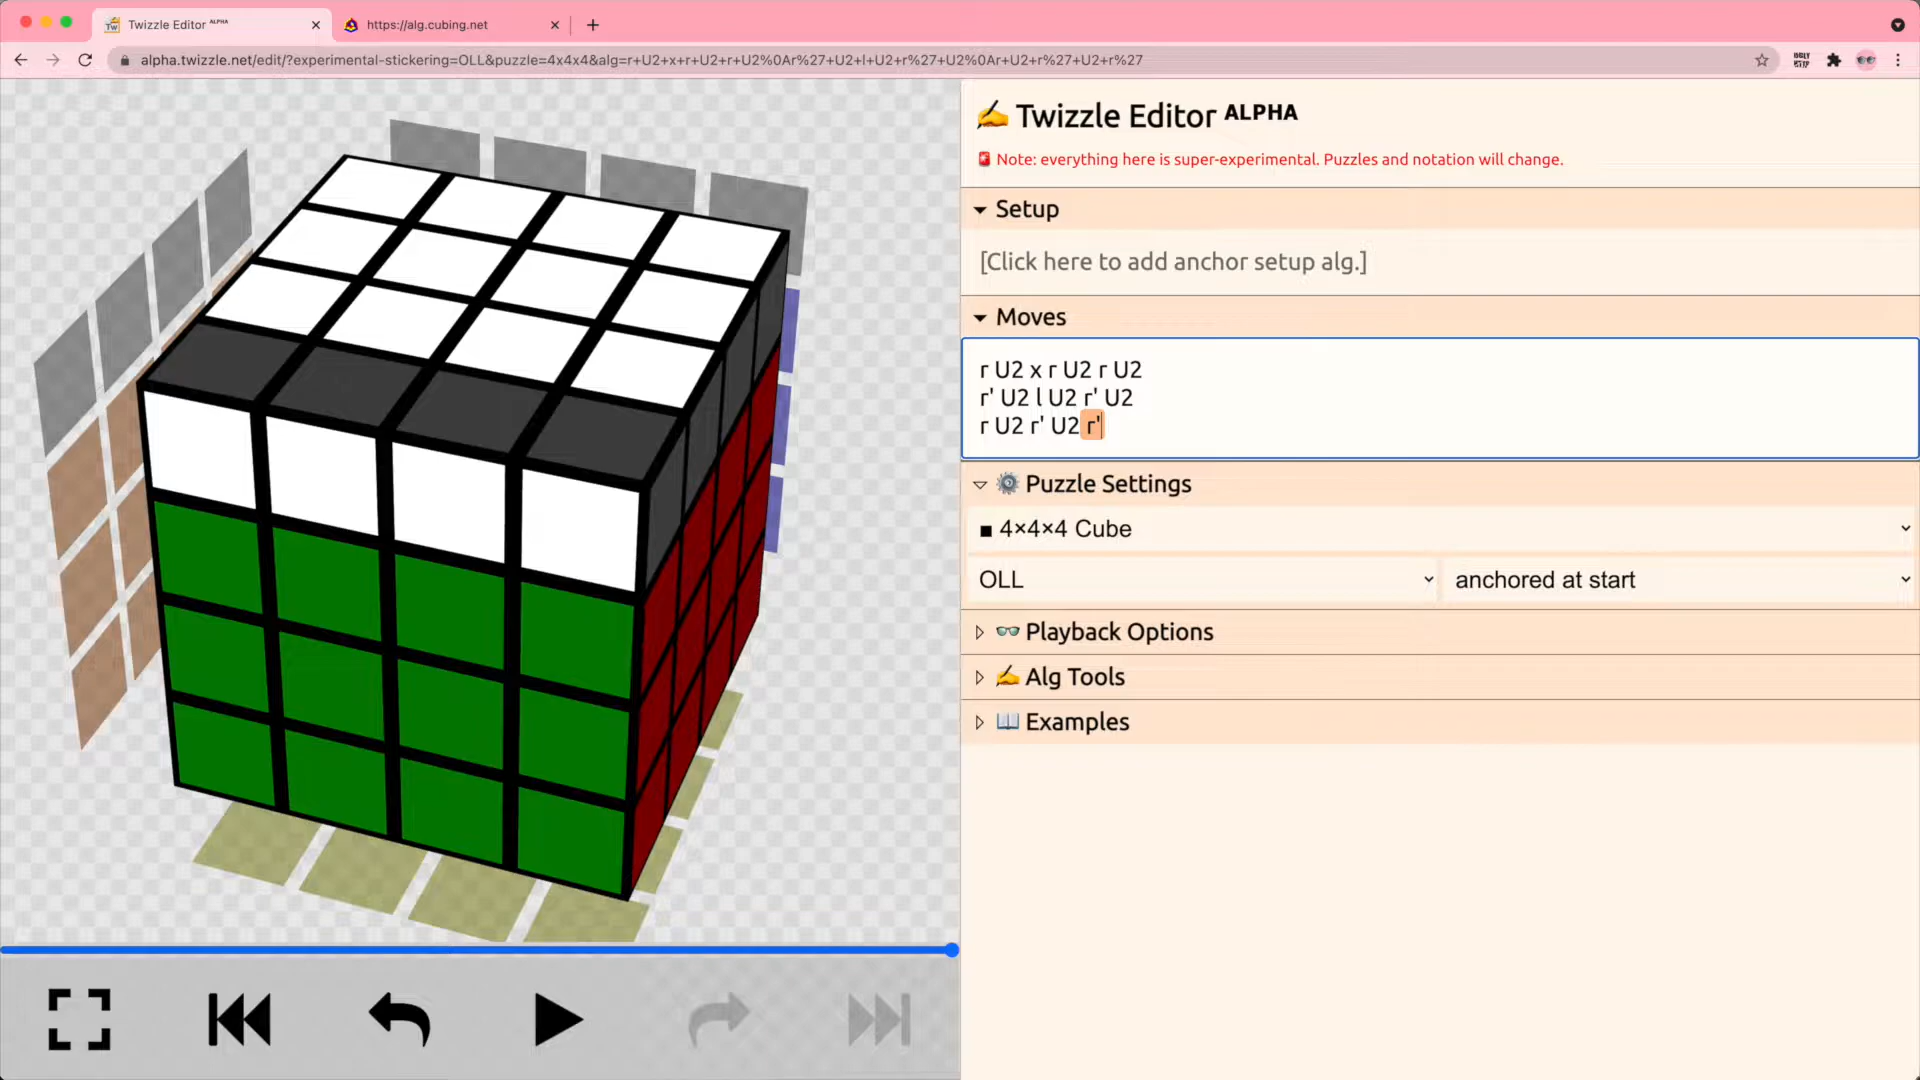 Twizzle Editor ALPHA
https://alg.cubing.net
alpha.twizzle.net/edit/?experimental-stickering=OLL&puzzle=4x4x4&alg=r+U2+x+r+U2+r+U2%0Ar%27+U2+l+U2+r%27+U2%0Ar+U2+r%27+U2+r%27
Twizzle Editor ALPHA
Note: everything here is super-experimental. Puzzles and notation will change.
Setup
[Click here to add anchor setup alg.]
Moves
r U2 x r U2 r U2
r' U2 l U2 r' U2
r U2 r' U2 r'
Puzzle Settings
4×4×4 Cube
OLL
anchored at start
Playback Options
Alg Tools
Examples